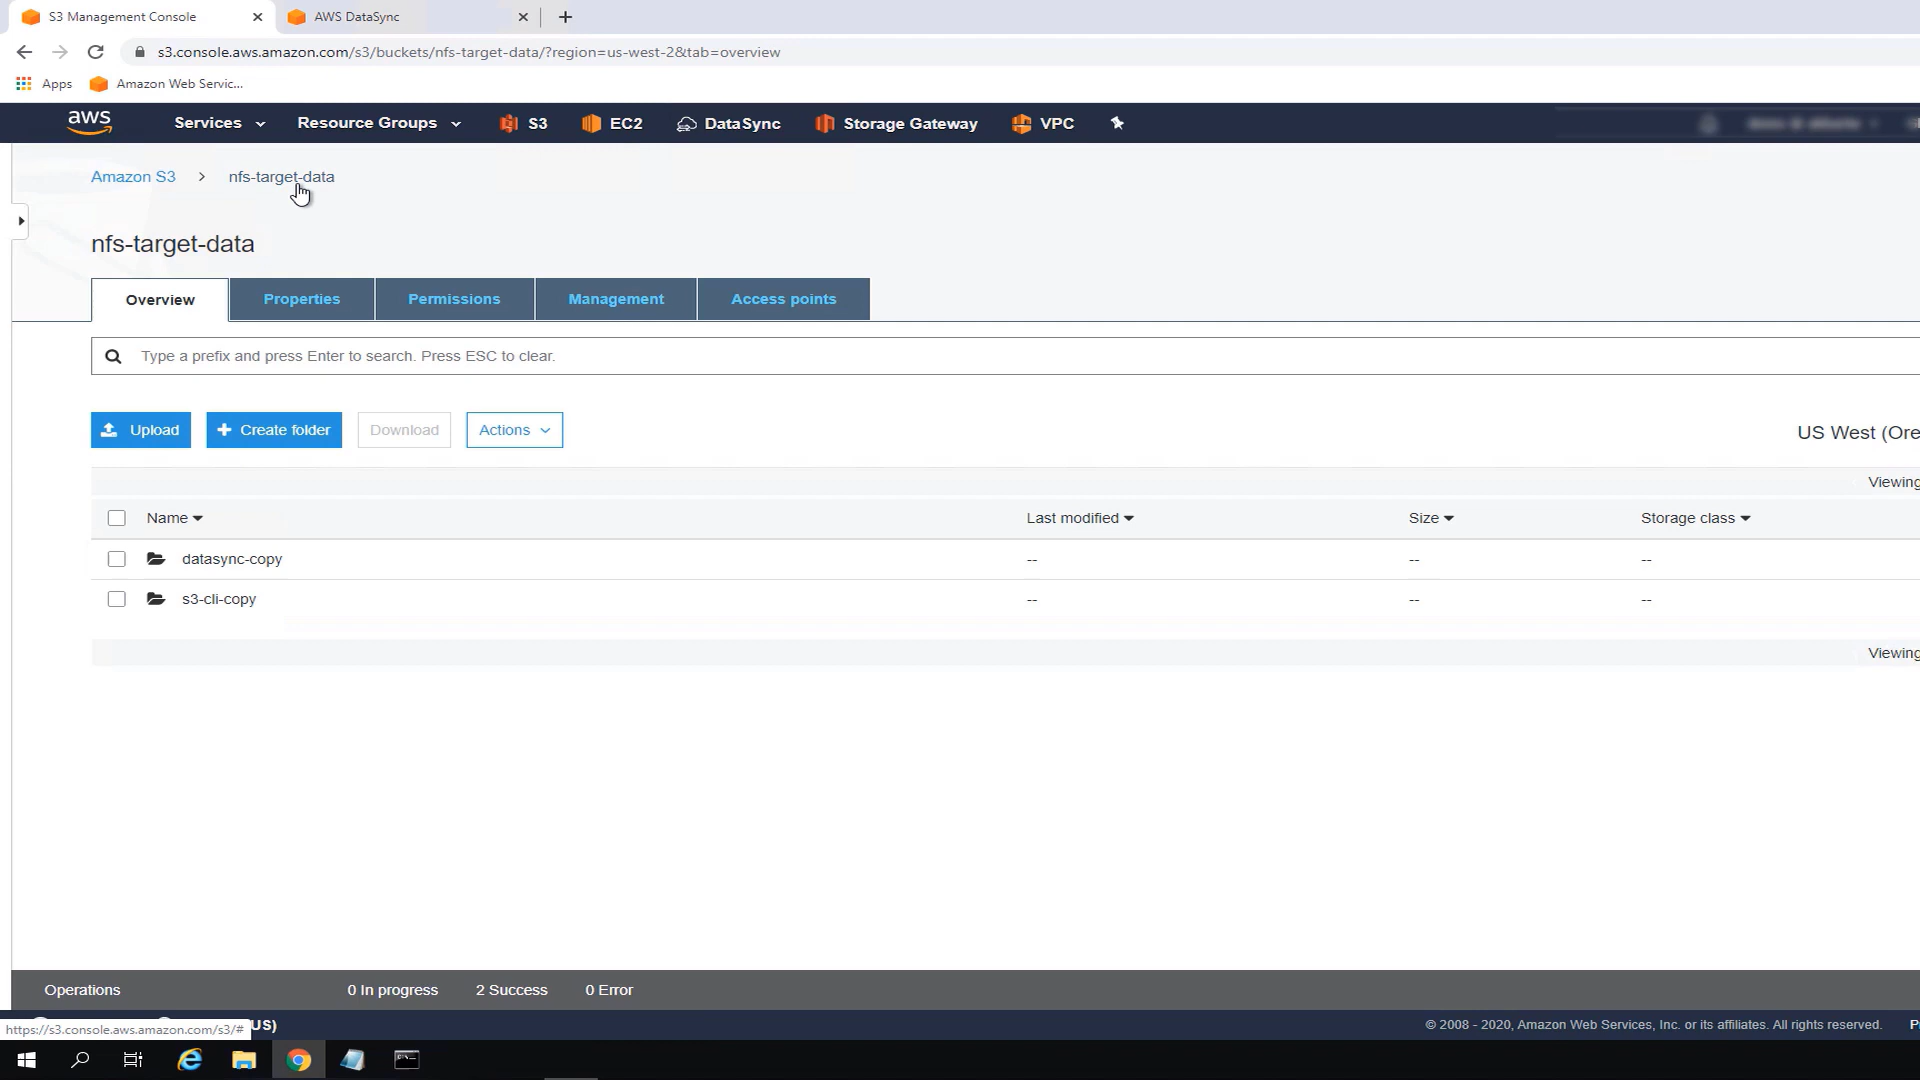 S3 Management Console
AWS DataSync
s3.console.aws.amazon.com/s3/buckets/nfs-target-data/?region=us-west-2&tab=overview
Apps
Amazon Web Servic...
aws
Services
Resource Groups
S3
EC2
DataSync
Storage Gateway
VPC
Amazon S3 > nfs-target-data
nfs-target-data
Overview
Properties
Permissions
Management
Access points
Type a prefix and press Enter to search. Press ESC to clear.
Upload
+ Create folder
Download
Actions
US West (Ore
Viewing
Name
Last modified
Size
Storage class
datasync-copy -- -- --
s3-cli-copy -- -- --
Viewing
Operations
0 In progress
2 Success
0 Error
https://s3.console.aws.amazon.com/s3/#
US)
© 2008 - 2020, Amazon Web Services, Inc. or its affiliates. All rights reserved.